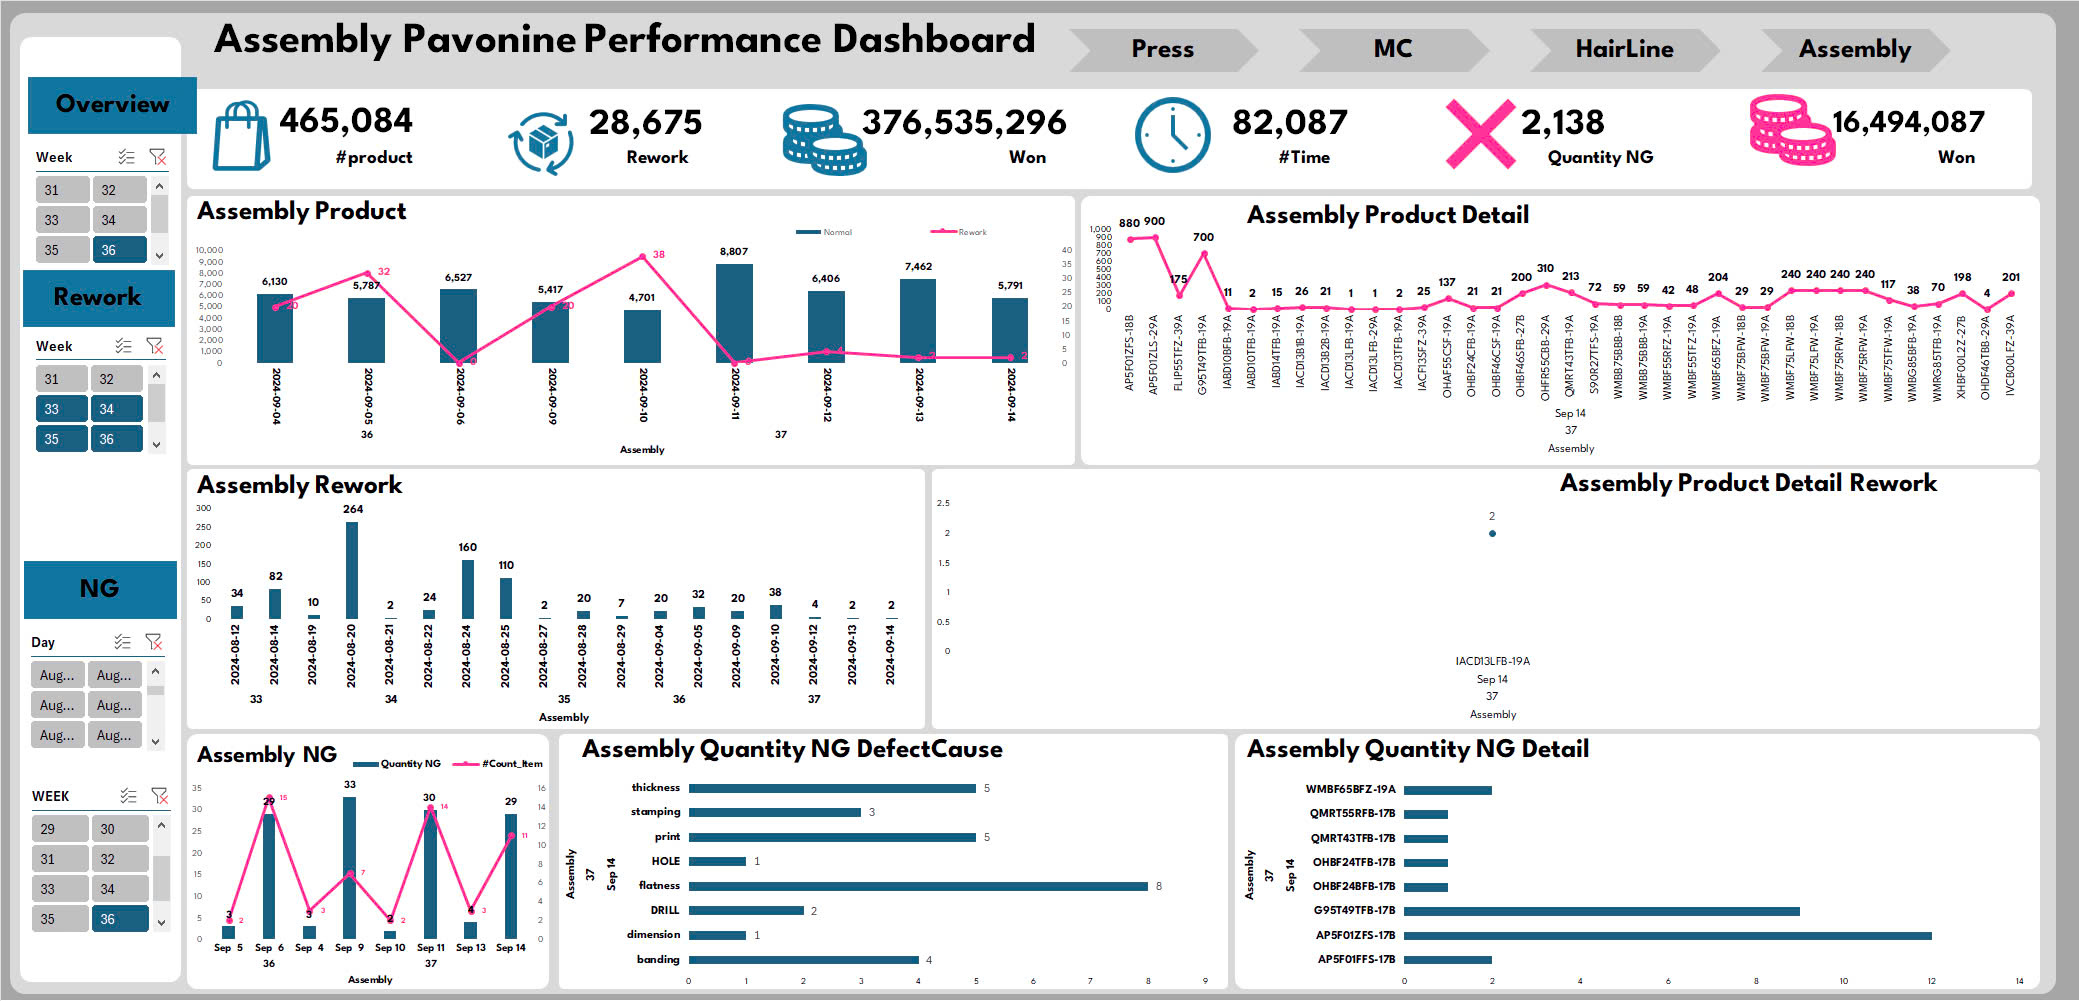 Assembly Pavonine Performance Dashboard
Press
MC
HairLine
Assembly
Overview
465,084
#product
28,675
Rework
376,535,296
Won
82,087
#Time
2,138
Quantity NG
16,494,087
Won
Week
31 32
33 34
35 36
Rework
Week
31 32
33 34
35 36
NG
Day
Aug... Aug...
Aug... Aug...
Aug... Aug...
WEEK
29 30
31 32
33 34
35 36
Assembly Product
Normal Rework
10,000
9,000
8,000
7,000
6,000
5,000
4,000
3,000
2,000
1,000
0
6,130 5,787 6,527 5,417 4,701 8,807 6,406 7,462 5,791
20 32 0 20 38 4 2 2
40
35
30
25
20
15
10
5
0
2024-09-04 2024-09-05 2024-09-06 2024-09-09 2024-09-10 2024-09-11 2024-09-12 2024-09-13 2024-09-14
36 37
Assembly
Assembly Product Detail
1,000
900
800
700
600
500
400
300
200
100
0
880 900 175 700 11 2 15 26 21 1 1 2 25 137 21 21 200 310 213 72 59 59 42 48 204 29 29 240 240 240 240 117 38 70 198 4 201
AP5F01ZFS-18B
AP5F01ZLS-29A
FLIP55TFZ-39A
G95T49TFB-19A
IABD10BFB-19A
IABD10TFB-19A
IABD14TFB-19A
IACD13B1B-19A
IACD13B2B-19A
IACD13LFB-19A
IACD13LFB-29A
IACD13TFB-19A
IACF13SFZ-39A
OHAF55CSF-19A
OHBF24CFB-19A
OHBF46CSF-19A
OHBF46SFB-27B
OHFR55CBB-29A
QMRT43TFB-19A
S90R27TFS-19A
WMBB75BBB-18B
WMBB75BBB-19A
WMBF55RFZ-19A
WMBF55TFZ-19A
WMBF65BFZ-19A
WMBF75BFW-18B
WMBF75BFW-19A
WMBF75LFW-18B
WMBF75LFW-19A
WMBF75RFW-18B
WMBF75RFW-19A
WMBF75TFW-19A
WMBG85BFB-19A
WMRG85TFB-19A
XHBF00L2Z-27B
OHDF46TBB-29A
IVCB00LFZ-39A
Sep 14
37
Assembly
Assembly Rework
300
250
200
150
100
50
0
34 82 10 264 2 24 160 110 2 20 7 20 32 20 38 4 2 2
2024-08-12 2024-08-14 2024-08-19 2024-08-20 2024-08-21 2024-08-22 2024-08-24 2024-08-25 2024-08-27 2024-08-28 2024-08-29 2024-09-04 2024-09-05 2024-09-09 2024-09-10 2024-09-12 2024-09-13 2024-09-14
33 34 35 36 37
Assembly
Assembly Product Detail Rework
2.5
2
1.5
1
0.5
0
2
IACD13LFB-19A
Sep 14
37
Assembly
Assembly NG
Quantity NG #Count_Item
35
30
25
20
15
10
5
0
3 29 3 33 2 30 4 29
2 15 3 7 2 14 3 11
16
14
12
10
8
6
4
2
0
Sep 5 Sep 6 Sep 4 Sep 9 Sep 10 Sep 11 Sep 13 Sep 14
36 37
Assembly
Assembly Quantity NG DefectCause
thickness 5
stamping 3
print 5
HOLE 1
flatness 8
DRILL 2
dimension 1
banding 4
Assembly
37
Sep 14
0 1 2 3 4 5 6 7 8 9
Assembly Quantity NG Detail
WMBF65BFZ-19A
QMRT55RFB-17B
QMRT43TFB-17B
OHBF24TFB-17B
OHBF24BFB-17B
G95T49TFB-17B
AP5F01ZFS-17B
AP5F01FFS-17B
Assembly
37
Sep 14
0 2 4 6 8 10 12 14